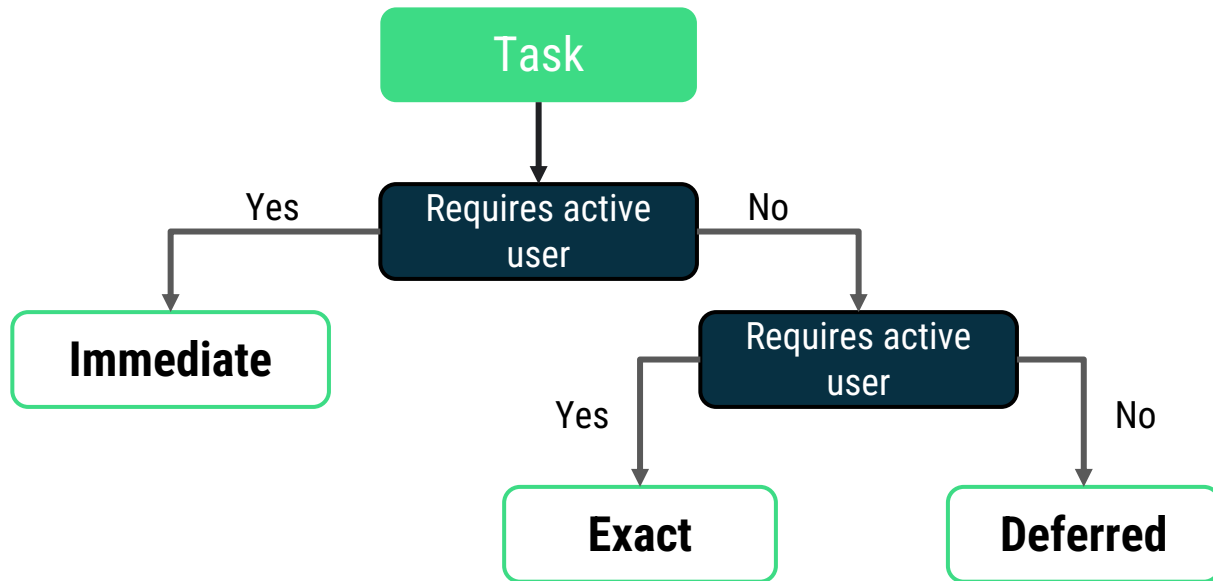 Task
Yes
Requires active
user
No
Immediate
Requires active
user
Yes
No
Exact
Deferred